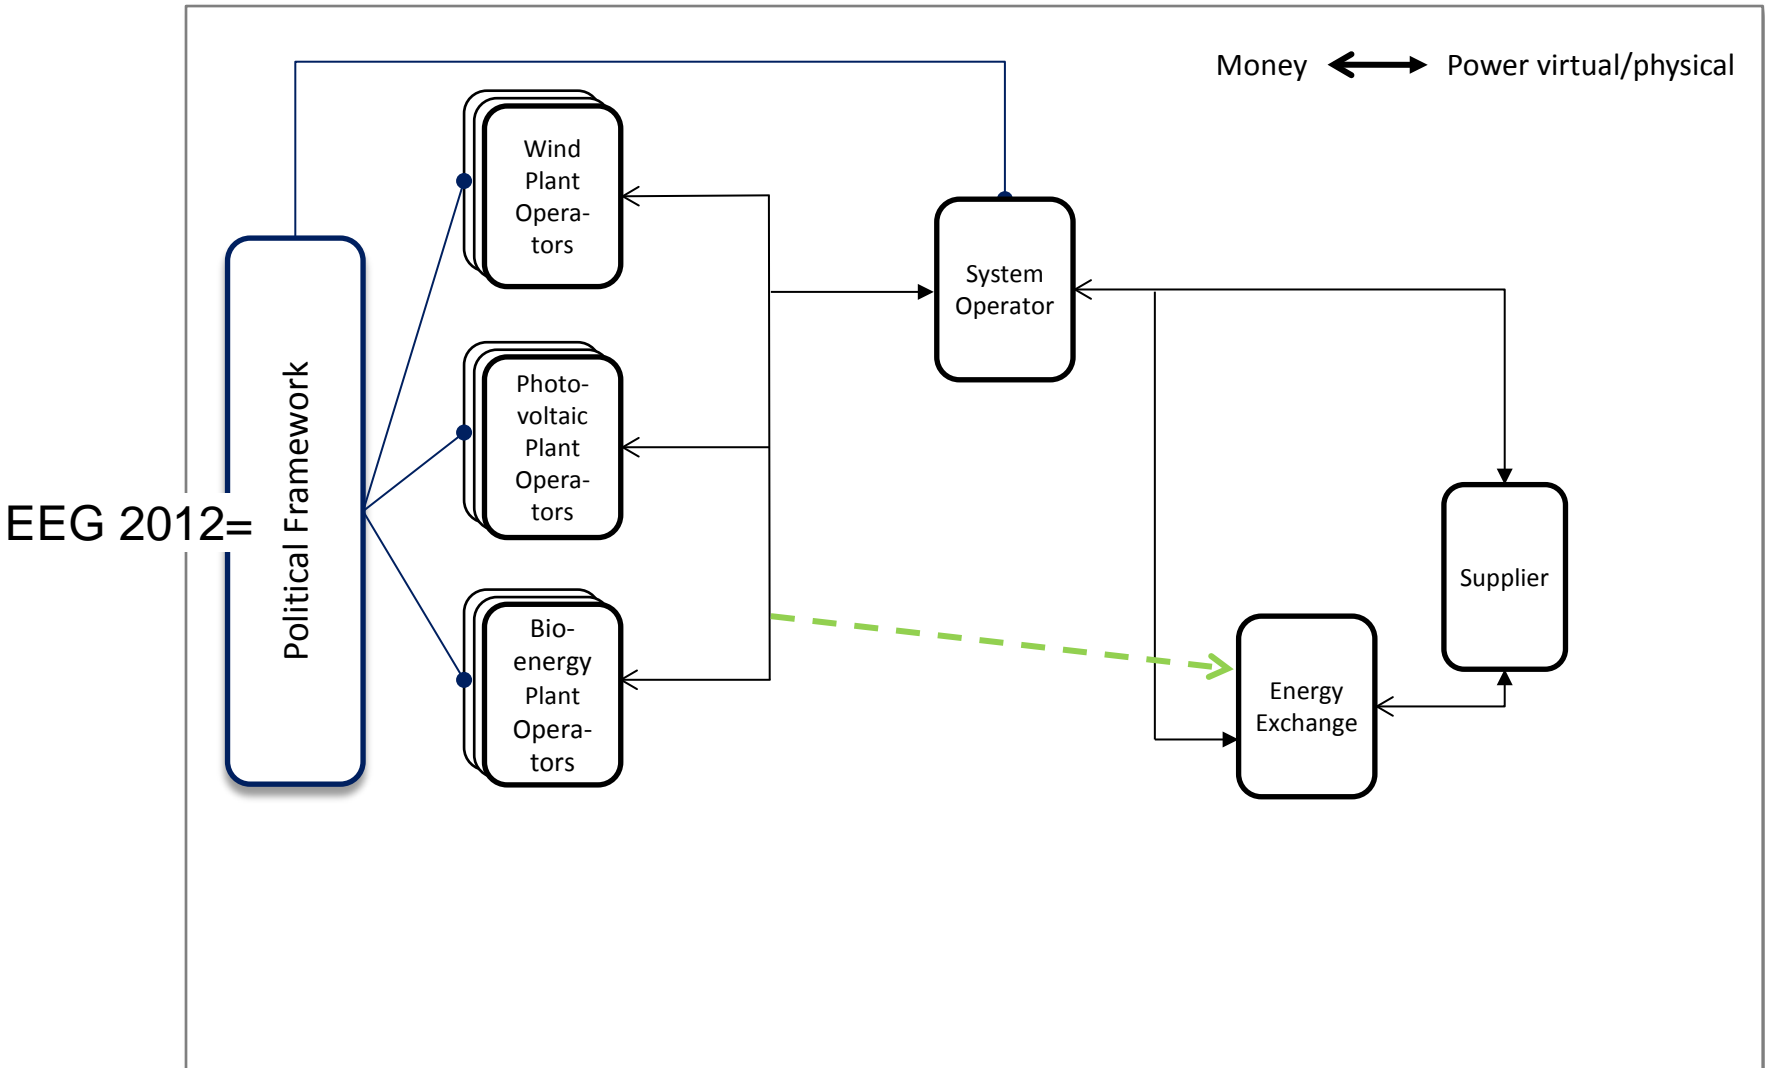 Money
Power virtual/physical
Wind
Plant
Opera-
tors
System
Operator
Photo-
voltaic
Plant
Opera-
tors
EEG 2012=
Political Framework
Supplier
Bio-
energy
Plant
Opera-
tors
Energy
Exchange